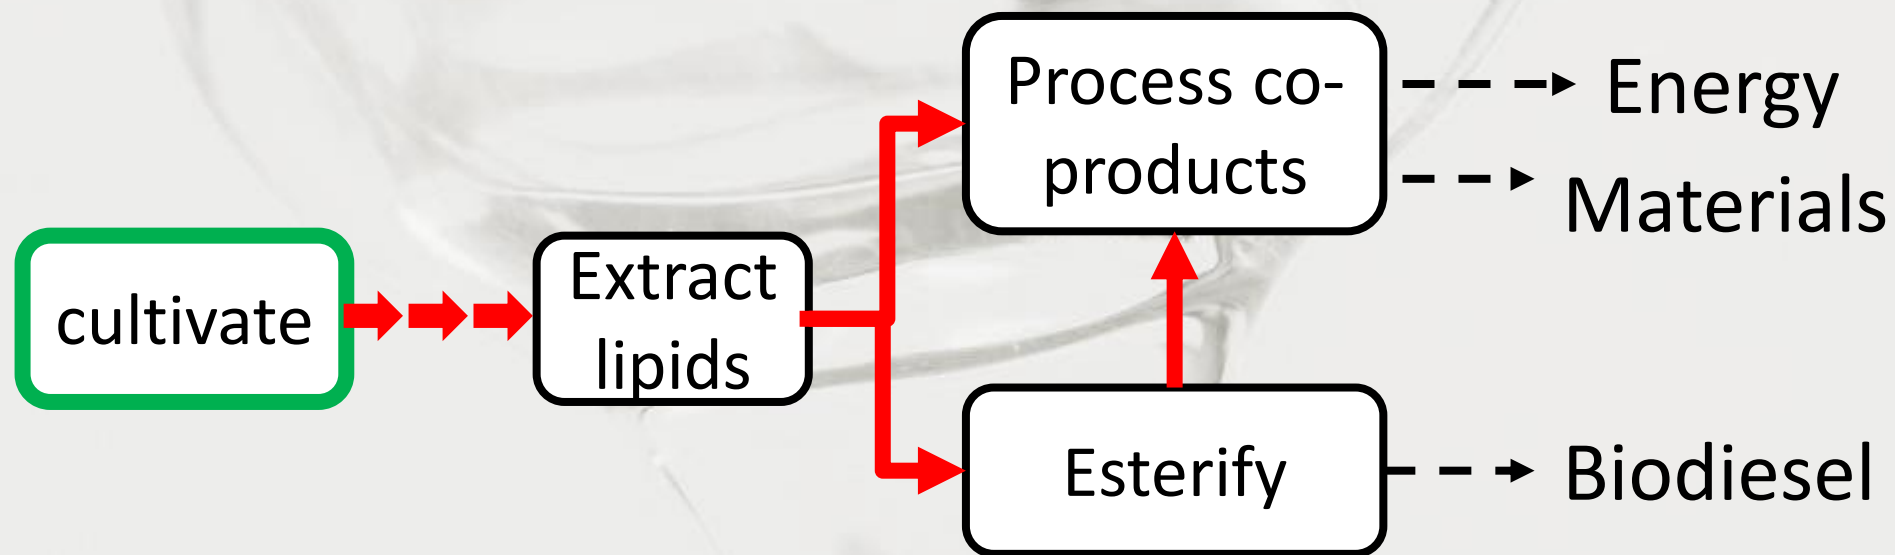 cultivate
Extract
lipids
Process co-
products
Esterify
Energy
Materials
Biodiesel